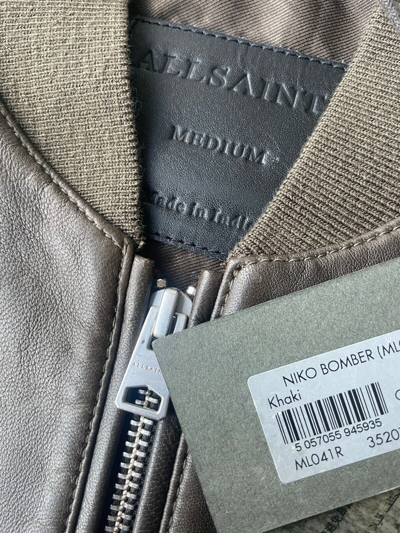 ALLSAINT
MEDIUM
Made in Indi
NIKO BOMBER (ML
Khaki
5 057055 945935
ML041R 3520